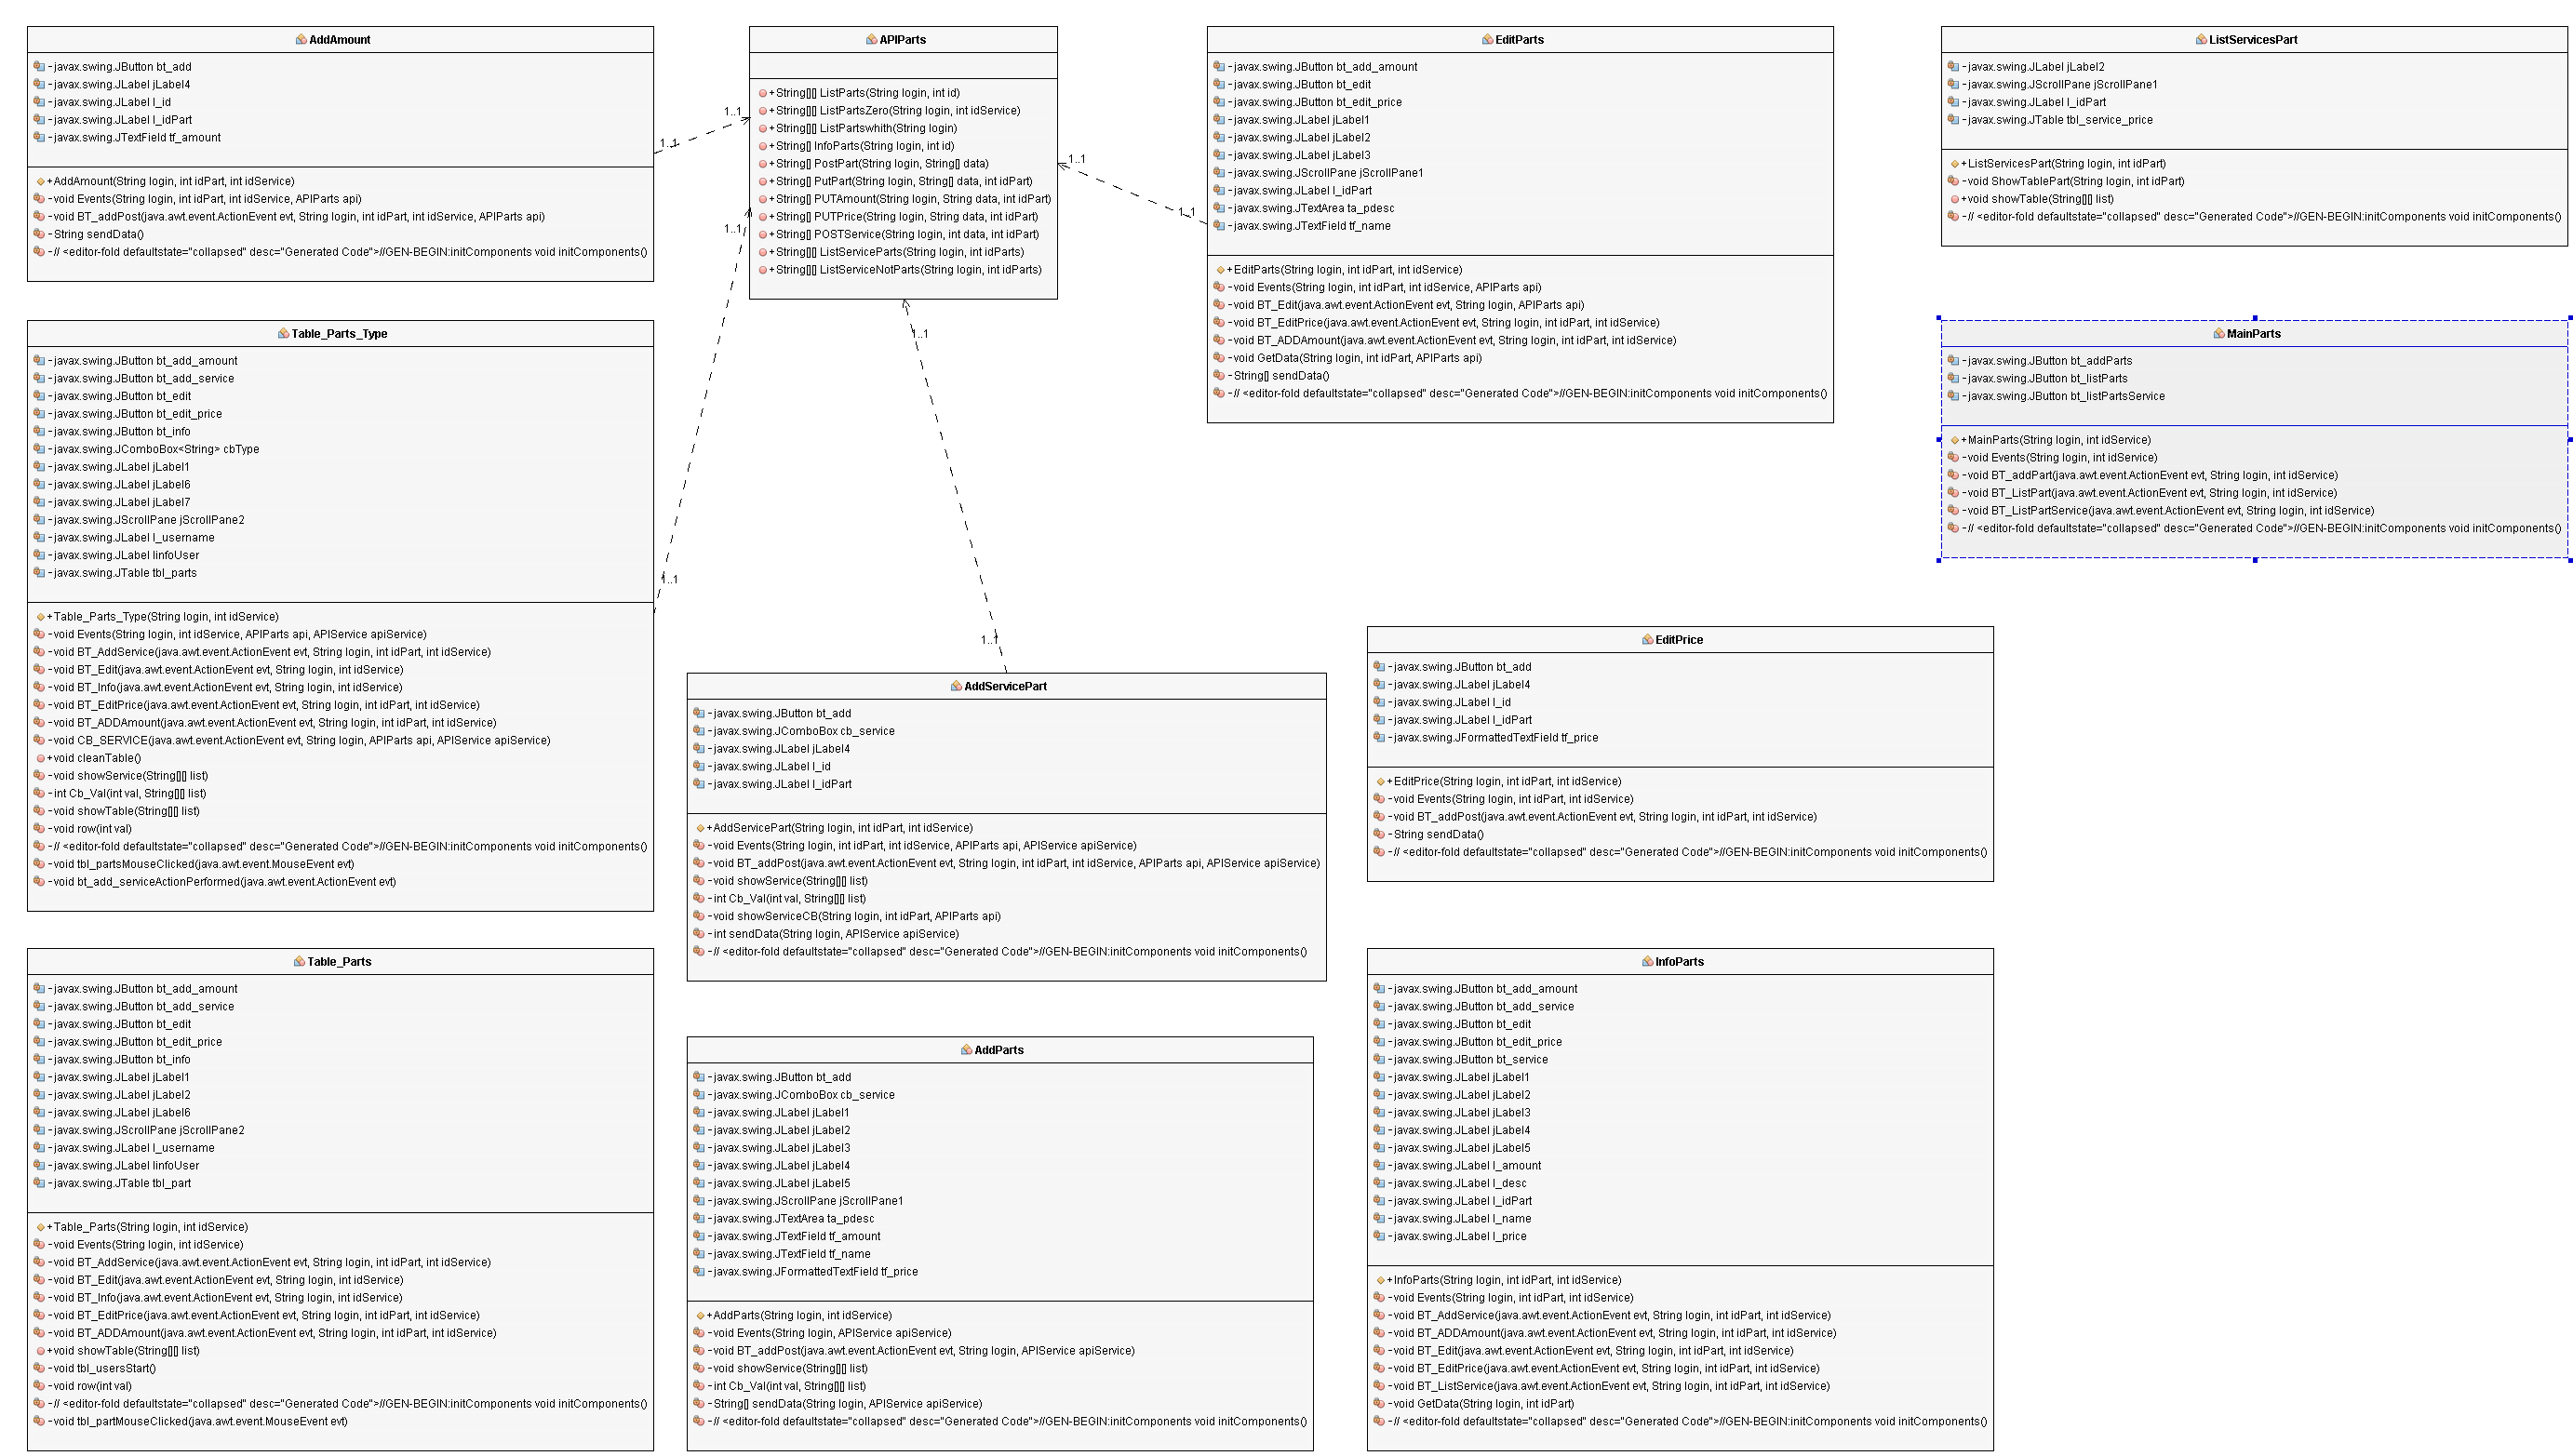 AddAmount
-javax.swing.JButton bt_add
-javax.swing.JLabel jLabel4
-javax.swing.JLabel l_id
-javax.swing.JLabel l_idPart
-javax.swing.JTextField tf_amount
+AddAmount(String login, int idPart, int idService)
-void Events(String login, int idPart, int idService, APIParts api)
-void BT_addPost(java.awt.event.ActionEvent evt, String login, int idPart, int idService, APIParts api)
-String sendData()
-// <editor-fold defaultstate="collapsed" desc="Generated Code">//GEN-BEGIN:initComponents void initComponents()
1..1
1..1
APIParts
+String[][] ListParts(String login, int id)
+String[][] ListPartsZero(String login, int idService)
+String[][] ListPartswhith(String login)
+String[] InfoParts(String login, int id)
+String[] PostPart(String login, String[] data)
+String[] PutPart(String login, String[] data, int idPart)
+String[] PUTAmount(String login, String data, int idPart)
+String[] PUTPrice(String login, String data, int idPart)
+String[] POSTService(String login, int data, int idPart)
+String[][] ListServiceParts(String login, int idParts)
+String[][] ListServiceNotParts(String login, int idParts)
1..1
1..1
EditParts
-javax.swing.JButton bt_add_amount
-javax.swing.JButton bt_edit
-javax.swing.JButton bt_edit_price
-javax.swing.JLabel jLabel1
-javax.swing.JLabel jLabel2
-javax.swing.JLabel jLabel3
-javax.swing.JScrollPane jScrollPane1
-javax.swing.JLabel l_idPart
-javax.swing.JTextArea ta_pdesc
-javax.swing.JTextField tf_name
+EditParts(String login, int idPart, int idService)
-void Events(String login, int idPart, int idService, APIParts api)
-void BT_Edit(java.awt.event.ActionEvent evt, String login, APIParts api)
-void BT_EditPrice(java.awt.event.ActionEvent evt, String login, int idPart, int idService)
-void BT_ADDAmount(java.awt.event.ActionEvent evt, String login, int idPart, int idService)
-void GetData(String login, int idPart, APIParts api)
-String[] sendData()
-// <editor-fold defaultstate="collapsed" desc="Generated Code">//GEN-BEGIN:initComponents void initComponents()
ListServicesPart
-javax.swing.JLabel jLabel2
-javax.swing.JScrollPane jScrollPane1
-javax.swing.JLabel l_idPart
-javax.swing.JTable tbl_service_price
+ListServicesPart(String login, int idPart)
-void ShowTablePart(String login, int idPart)
+void showTable(String[][] list)
-// <editor-fold defaultstate="collapsed" desc="Generated Code">//GEN-BEGIN:initComponents void initComponents()
Table_Parts_Type
-javax.swing.JButton bt_add_amount
-javax.swing.JButton bt_add_service
-javax.swing.JButton bt_edit
-javax.swing.JButton bt_edit_price
-javax.swing.JButton bt_info
-javax.swing.JComboBox<String> cbType
-javax.swing.JLabel jLabel1
-javax.swing.JLabel jLabel6
-javax.swing.JLabel jLabel7
-javax.swing.JScrollPane jScrollPane2
-javax.swing.JLabel l_username
-javax.swing.JLabel linfoUser
-javax.swing.JTable tbl_parts
+Table_Parts_Type(String login, int idService)
-void Events(String login, int idService, APIParts api, APIService apiService)
-void BT_AddService(java.awt.event.ActionEvent evt, String login, int idPart, int idService)
-void BT_Edit(java.awt.event.ActionEvent evt, String login, int idService)
-void BT_Info(java.awt.event.ActionEvent evt, String login, int idService)
-void BT_EditPrice(java.awt.event.ActionEvent evt, String login, int idPart, int idService)
-void BT_ADDAmount(java.awt.event.ActionEvent evt, String login, int idPart, int idService)
-void CB_SERVICE(java.awt.event.ActionEvent evt, String login, APIParts api, APIService apiService)
+void cleanTable()
-void showService(String[][] list)
-int Cb_Val(int val, String[][] list)
-void showTable(String[][] list)
-void row(int val)
-// <editor-fold defaultstate="collapsed" desc="Generated Code">//GEN-BEGIN:initComponents void initComponents()
-void tbl_partsMouseClicked(java.awt.event.MouseEvent evt)
-void bt_add_serviceActionPerformed(java.awt.event.ActionEvent evt)
1..1
1..1
1..1
1..1
MainParts
-javax.swing.JButton bt_addParts
-javax.swing.JButton bt_listParts
-javax.swing.JButton bt_listPartsService
+MainParts(String login, int idService)
-void Events(String login, int idService)
-void BT_addPart(java.awt.event.ActionEvent evt, String login, int idService)
-void BT_ListPart(java.awt.event.ActionEvent evt, String login, int idService)
-void BT_ListPartService(java.awt.event.ActionEvent evt, String login, int idService)
-// <editor-fold defaultstate="collapsed" desc="Generated Code">//GEN-BEGIN:initComponents void initComponents()
AddServicePart
-javax.swing.JButton bt_add
-javax.swing.JComboBox cb_service
-javax.swing.JLabel jLabel4
-javax.swing.JLabel l_id
-javax.swing.JLabel l_idPart
+AddServicePart(String login, int idPart, int idService)
-void Events(String login, int idPart, int idService, APIParts api, APIService apiService)
-void BT_addPost(java.awt.event.ActionEvent evt, String login, int idPart, int idService, APIParts api, APIService apiService)
-void showService(String[][] list)
-int Cb_Val(int val, String[][] list)
-void showServiceCB(String login, int idPart, APIParts api)
-int sendData(String login, APIService apiService)
-// <editor-fold defaultstate="collapsed" desc="Generated Code">//GEN-BEGIN:initComponents void initComponents()
EditPrice
-javax.swing.JButton bt_add
-javax.swing.JLabel jLabel4
-javax.swing.JLabel l_id
-javax.swing.JLabel l_idPart
-javax.swing.JFormattedTextField tf_price
+EditPrice(String login, int idPart, int idService)
-void Events(String login, int idPart, int idService)
-void BT_addPost(java.awt.event.ActionEvent evt, String login, int idPart, int idService)
-String sendData()
-// <editor-fold defaultstate="collapsed" desc="Generated Code">//GEN-BEGIN:initComponents void initComponents()
Table_Parts
-javax.swing.JButton bt_add_amount
-javax.swing.JButton bt_add_service
-javax.swing.JButton bt_edit
-javax.swing.JButton bt_edit_price
-javax.swing.JButton bt_info
-javax.swing.JLabel jLabel1
-javax.swing.JLabel jLabel2
-javax.swing.JLabel jLabel6
-javax.swing.JScrollPane jScrollPane2
-javax.swing.JLabel l_username
-javax.swing.JLabel linfoUser
-javax.swing.JTable tbl_part
+Table_Parts(String login, int idService)
-void Events(String login, int idService)
-void BT_AddService(java.awt.event.ActionEvent evt, String login, int idPart, int idService)
-void BT_Edit(java.awt.event.ActionEvent evt, String login, int idService)
-void BT_Info(java.awt.event.ActionEvent evt, String login, int idService)
-void BT_EditPrice(java.awt.event.ActionEvent evt, String login, int idPart, int idService)
-void BT_ADDAmount(java.awt.event.ActionEvent evt, String login, int idPart, int idService)
+void showTable(String[][] list)
-void tbl_usersStart()
-void row(int val)
-// <editor-fold defaultstate="collapsed" desc="Generated Code">//GEN-BEGIN:initComponents void initComponents()
-void tbl_partMouseClicked(java.awt.event.MouseEvent evt)
AddParts
-javax.swing.JButton bt_add
-javax.swing.JComboBox cb_service
-javax.swing.JLabel jLabel1
-javax.swing.JLabel jLabel2
-javax.swing.JLabel jLabel3
-javax.swing.JLabel jLabel4
-javax.swing.JLabel jLabel5
-javax.swing.JScrollPane jScrollPane1
-javax.swing.JTextArea ta_pdesc
-javax.swing.JTextField tf_amount
-javax.swing.JTextField tf_name
-javax.swing.JFormattedTextField tf_price
+AddParts(String login, int idService)
-void Events(String login, APIService apiService)
-void BT_addPost(java.awt.event.ActionEvent evt, String login, APIService apiService)
-void showService(String[][] list)
-int Cb_Val(int val, String[][] list)
-String[] sendData(String login, APIService apiService)
-// <editor-fold defaultstate="collapsed" desc="Generated Code">//GEN-BEGIN:initComponents void initComponents()
InfoParts
-javax.swing.JButton bt_add_amount
-javax.swing.JButton bt_add_service
-javax.swing.JButton bt_edit
-javax.swing.JButton bt_edit_price
-javax.swing.JButton bt_service
-javax.swing.JLabel jLabel1
-javax.swing.JLabel jLabel2
-javax.swing.JLabel jLabel3
-javax.swing.JLabel jLabel4
-javax.swing.JLabel jLabel5
-javax.swing.JLabel l_amount
-javax.swing.JLabel l_desc
-javax.swing.JLabel l_idPart
-javax.swing.JLabel l_name
-javax.swing.JLabel l_price
+InfoParts(String login, int idPart, int idService)
-void Events(String login, int idPart, int idService)
-void BT_AddService(java.awt.event.ActionEvent evt, String login, int idPart, int idService)
-void BT_ADDAmount(java.awt.event.ActionEvent evt, String login, int idPart, int idService)
-void BT_Edit(java.awt.event.ActionEvent evt, String login, int idPart, int idService)
-void BT_EditPrice(java.awt.event.ActionEvent evt, String login, int idPart, int idService)
-void BT_ListService(java.awt.event.ActionEvent evt, String login, int idPart, int idService)
-void GetData(String login, int idPart)
-// <editor-fold defaultstate="collapsed" desc="Generated Code">//GEN-BEGIN:initComponents void initComponents()